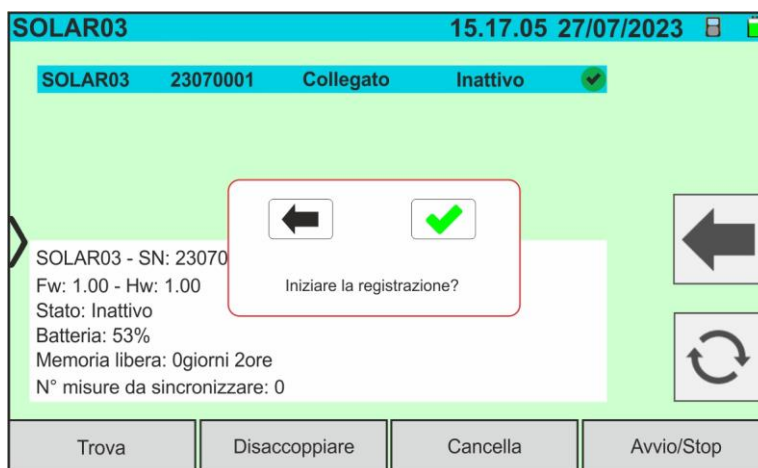 SOLAR03 15.17.05 27/07/2023
SOLAR03 23070001 Collegato Inattivo
Iniziare la registrazione?
SOLAR03 - SN: 23070
Fw: 1.00 - Hw: 1.00
Stato: Inattivo
Batteria: 53%
Memoria libera: 0giorni 2ore
N° misure da sincronizzare: 0
Trova Disaccoppiare Cancella Avvio/Stop